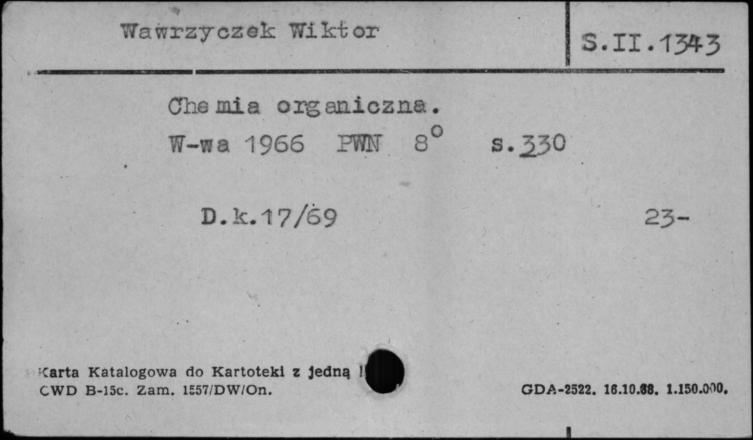 Wawrzyczek Wiktor
S.II.1343
Chemia organiczna.
W-wa 1966 PWN 8° s.330
D.k.17/69 23-
Karta Katalogowa do Kartoteki z jedną
CWD B-15c. Zam. 1557/DW/On. GDA-2522. 16.10.68. 1.150.000.